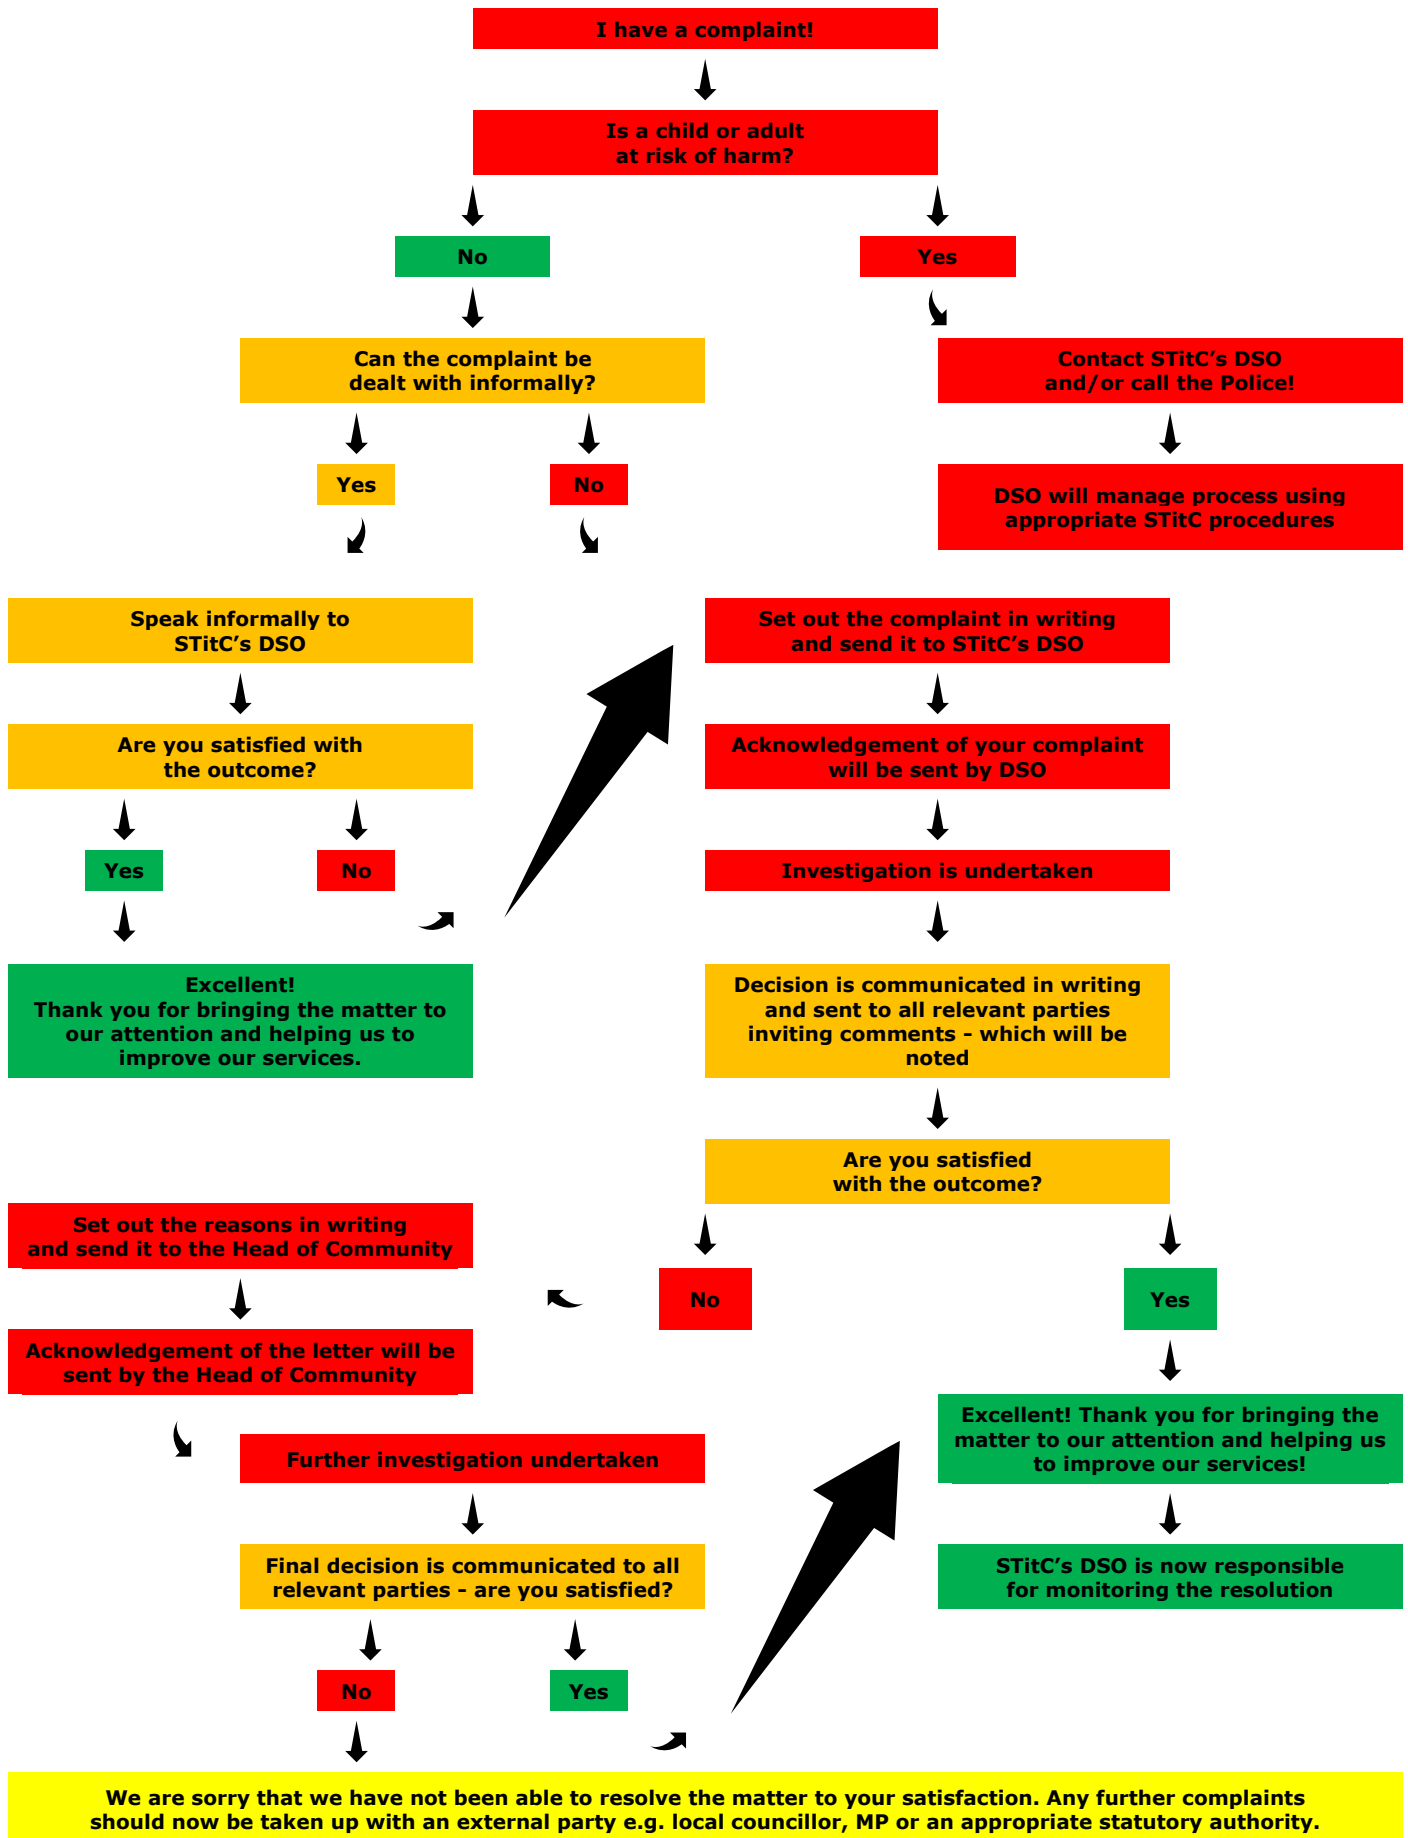 I have a complaint!
Is a child or adult
at risk of harm?
No
Yes
Can the complaint be
dealt with informally?
Contact STitC’s DSO
and/or call the Police!
Yes
No
DSO will manage process using
appropriate STitC procedures
Speak informally to
STitC’s DSO
Set out the complaint in writing
and send it to STitC’s DSO
Are you satisfied with
the outcome?
Acknowledgement of your complaint
will be sent by DSO
Yes
No
Investigation is undertaken
Excellent!
Thank you for bringing the matter to
our attention and helping us to
improve our services.
Decision is communicated in writing
and sent to all relevant parties
inviting comments – which will be
noted
Are you satisfied
with the outcome?
Set out the reasons in writing
and send it to the Head of Community
No
Yes
Acknowledgement of the letter will be
sent by the Head of Community
Excellent! Thank you for bringing the
matter to our attention and helping us
to improve our services!
Further investigation undertaken
Final decision is communicated to all
relevant parties – are you satisfied?
STitC’s DSO is now responsible
for monitoring the resolution
No
Yes
We are sorry that we have not been able to resolve the matter to your satisfaction. Any further complaints
should now be taken up with an external party e.g. local councillor, MP or an appropriate statutory authority.